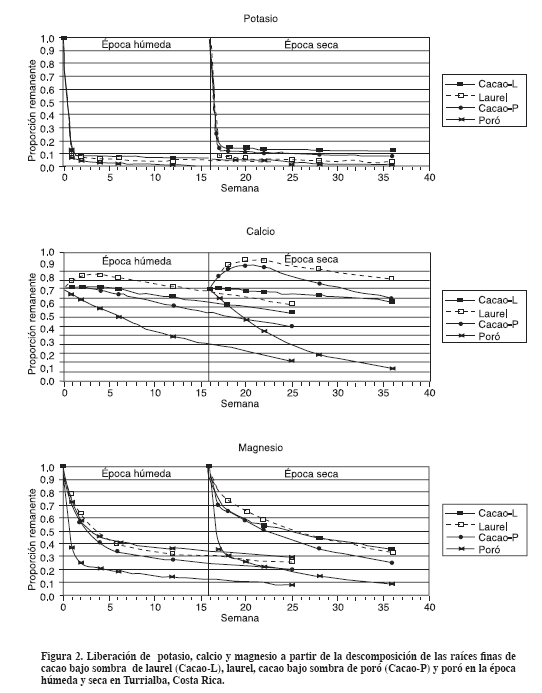 Potasio
Proporción remanente
1,0
0,9
0,8
0,7
0,6
0,5
0,4
0,3
0,2
0,1
0,0
Época húmeda
Época seca
0
5
10
15
20
25
30
35
40
Semana
Cacao-L
Laurel
Cacao-P
Poró
Calcio
Proporción remanente
1,0
0,9
0,8
0,7
0,6
0,5
0,4
0,3
0,2
0,1
0.0
Época húmeda
Época seca
0
5
10
15
20
25
30
35
40
Semana
Cacao-L
Laurel
Cacao-P
Poró
Magnesio
Proporción remanente
1,0
0,9
0,8
0,7
0,6
0,5
0,4
0,3
0,2
0,1
0,0
Época húmeda
Época seca
0
5
10
15
20
25
30
35
40
Semana
Cacao-L
Laurel
Cacao-P
Poró
Figura 2. Liberación de potasio, calcio y magnesio a partir de la descomposición de las raíces finas de
cacao bajo sombra de laurel (Cacao-L), laurel, cacao bajo sombra de poró (Cacao-P) y poró en la época
húmeda y seca en Turrialba, Costa Rica.